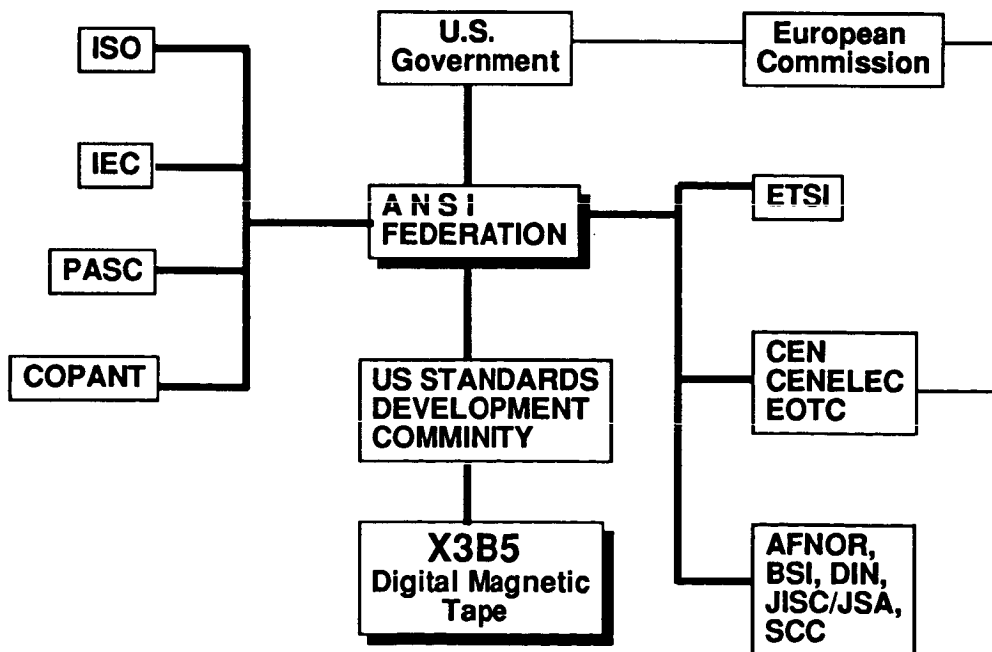 ISO
U.S.
Government
European
Commission
IEC
A N S I
FEDERATION
ETSI
PASC
COPANT
US STANDARDS
DEVELOPMENT
COMMINITY
CEN
CENELEC
EOTC
X3B5
Digital Magnetic
Tape
AFNOR,
BSI, DIN,
JISC/JSA,
SCC